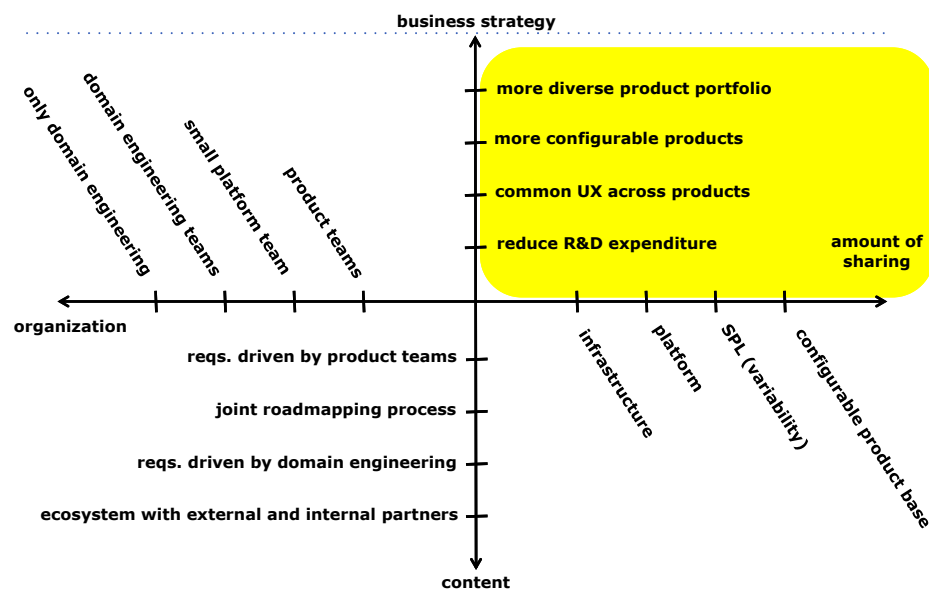 business strategy
more diverse product portfolio
more configurable products
common UX across products
reduce R&D expenditure
amount of
sharing
only domain engineering
domain engineering teams
small platform team
product teams
organization
reqs. driven by product teams
joint roadmapping process
reqs. driven by domain engineering
ecosystem with external and internal partners
infrastructure
platform
SPL (variability)
configurable product base
content